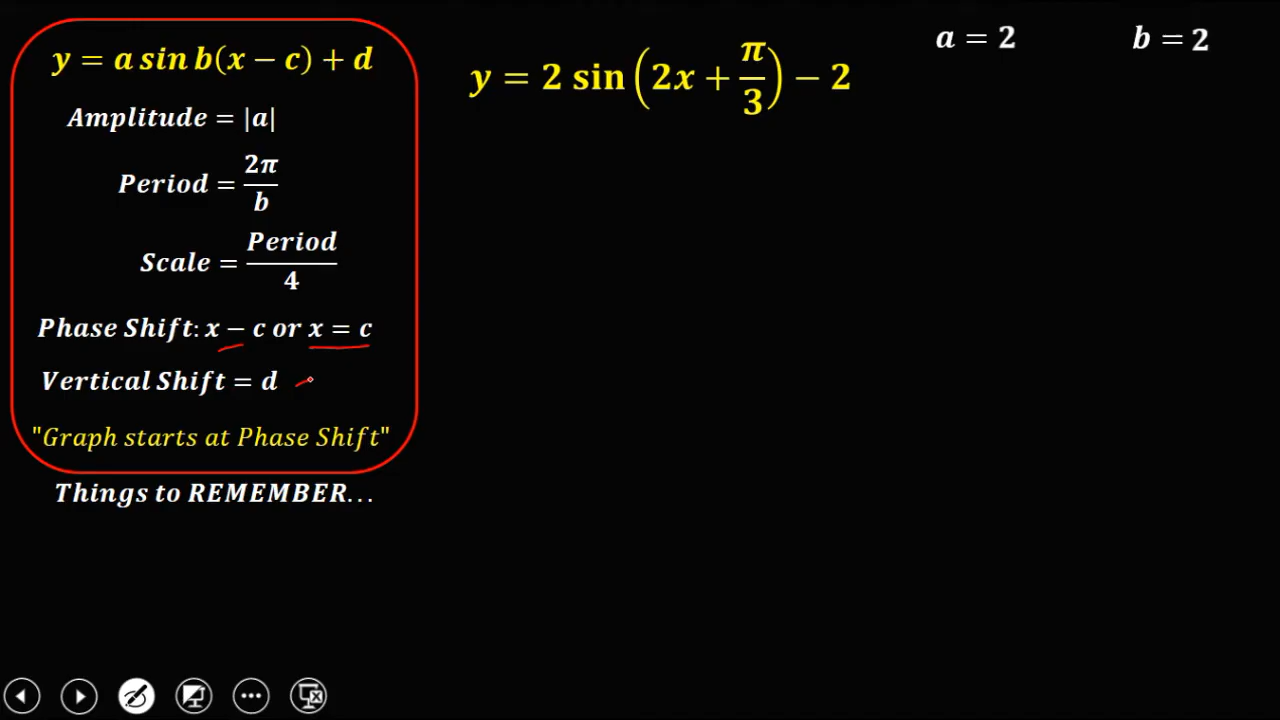 y = a sin b(x − c) + d
Amplitude = |a|
Period = 2π/b
Scale = Period/4
Phase Shift: x − c or x = c
Vertical Shift = d
"Graph starts at Phase Shift"
Things to REMEMBER...
y = 2 sin (2x + π/3) − 2
a = 2
b = 2